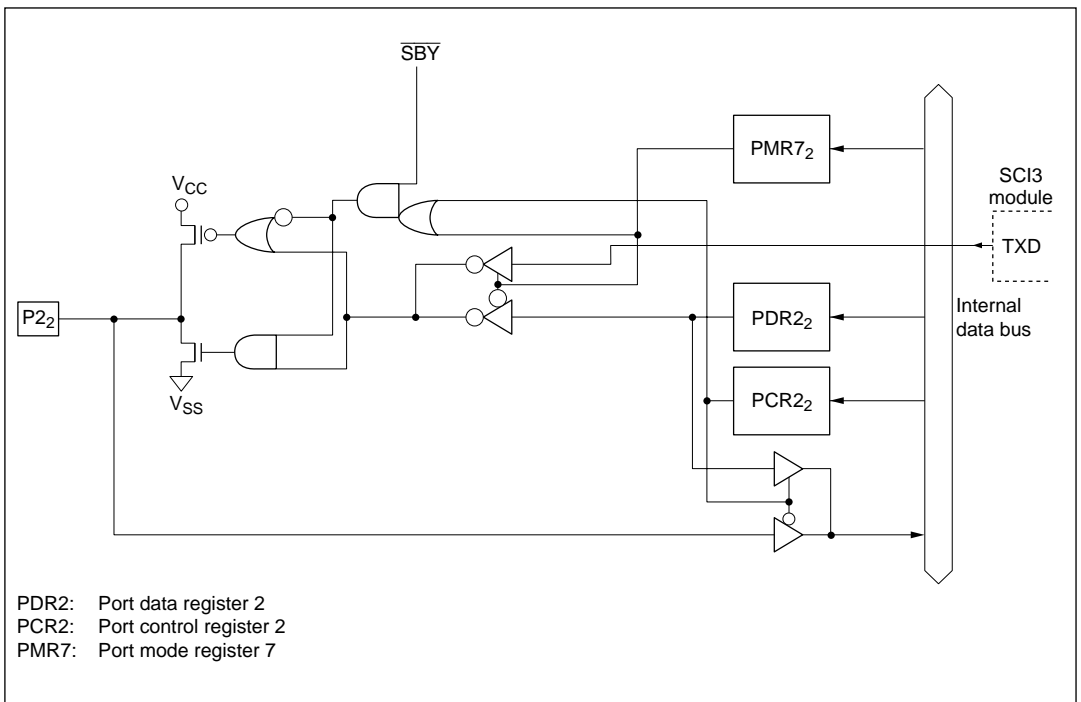 SBY
PMR7₂
SCI3
module
V_CC
TXD
P2₂
PDR2₂
Internal
data bus
PCR2₂
V_SS
PDR2: Port data register 2
PCR2: Port control register 2
PMR7: Port mode register 7